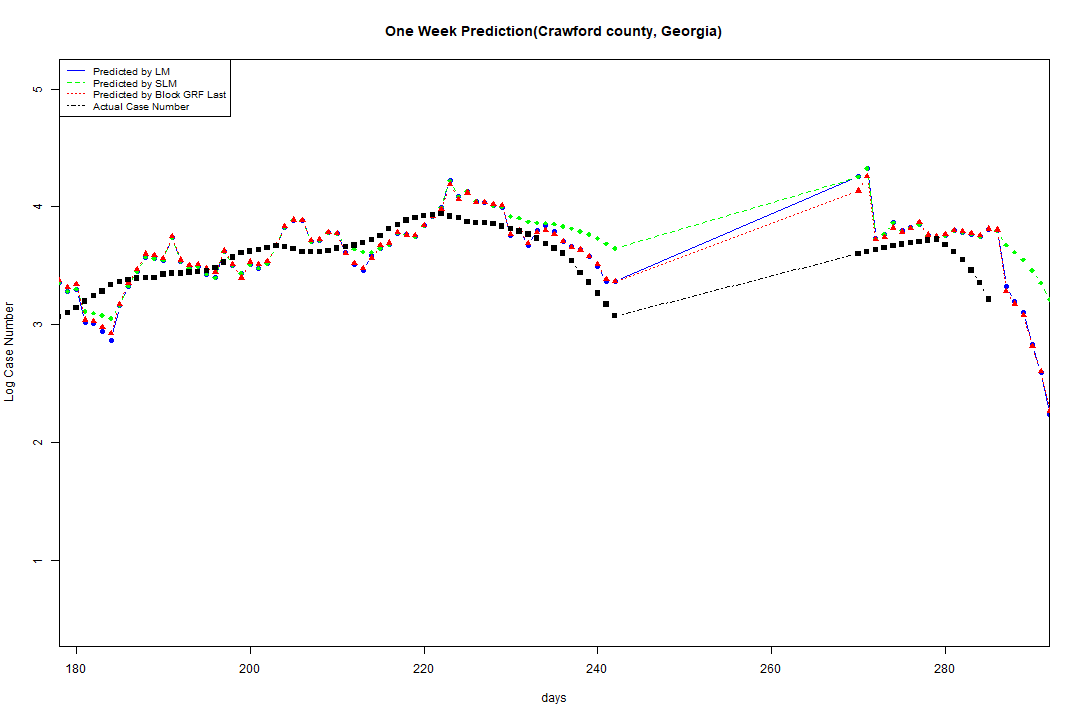 One Week Prediction(Crawford county, Georgia)
Predicted by LM
Predicted by SLM
Predicted by Block GRF Last
Actual Case Number
Log Case Number
5
4
3
2
1
180 200 220 240 260 280
days